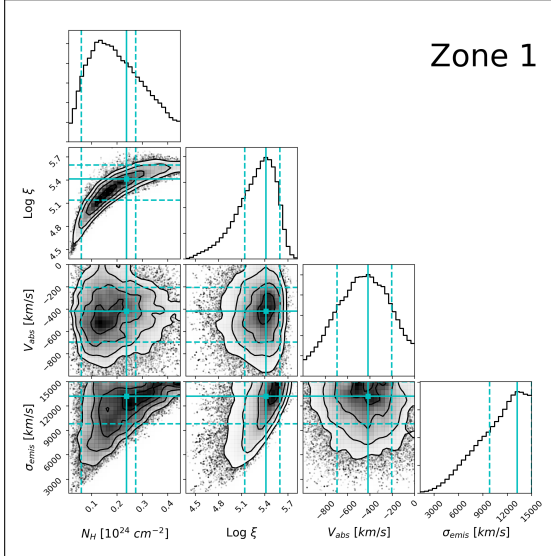 Zone 1
5.7
5.4
5.1
4.8
4.5
Log ξ
0
−200
−400
−600
−800
V_abs [km/s]
15000
12000
9000
6000
3000
σ_emis [km/s]
0.1 0.2 0.3 0.4
4.5 4.8 5.1 5.4 5.7
−800 −600 −400 −200 0
3000 6000 9000 12000 15000
N_H [10^24 cm^−2] Log ξ V_abs [km/s] σ_emis [km/s]